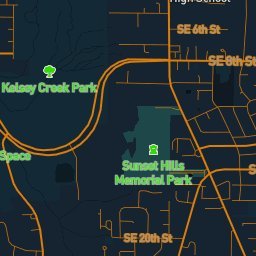 High School
SE 6th St
SE 8th St
Kelsey Creek Park
Space
Sunset Hills
Memorial Park
S
SE 20th St